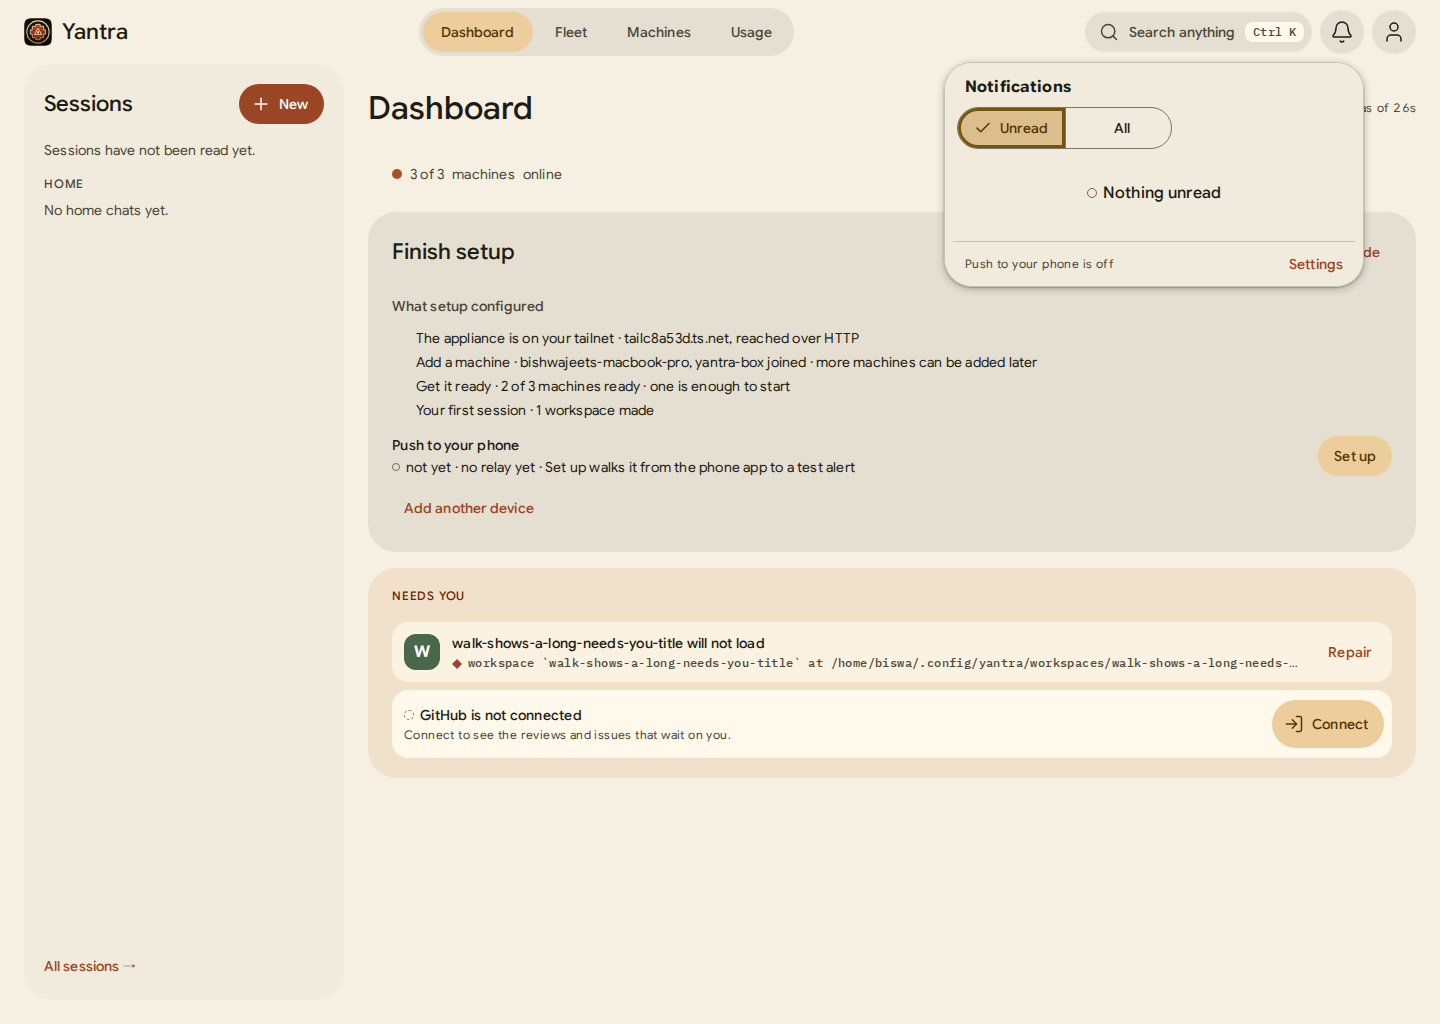 Yantra
Dashboard
Fleet
Machines
Usage
Search anything
Ctrl K
Sessions
New
Sessions have not been read yet.
HOME
No home chats yet.
All sessions →
Dashboard
as of 26s
3 of 3 machines online
Notifications
Unread
All
Nothing unread
Push to your phone is off
Settings
Finish setup
What setup configured
The appliance is on your tailnet · tailc8a53d.ts.net, reached over HTTP
Add a machine · bishwajeets-macbook-pro, yantra-box joined · more machines can be added later
Get it ready · 2 of 3 machines ready · one is enough to start
Your first session · 1 workspace made
Push to your phone
not yet · no relay yet · Set up walks it from the phone app to a test alert
Set up
Add another device
NEEDS YOU
W
walk-shows-a-long-needs-you-title will not load
workspace `walk-shows-a-long-needs-you-title` at /home/biswa/.config/yantra/workspaces/walk-shows-a-long-needs-…
Repair
GitHub is not connected
Connect to see the reviews and issues that wait on you.
Connect